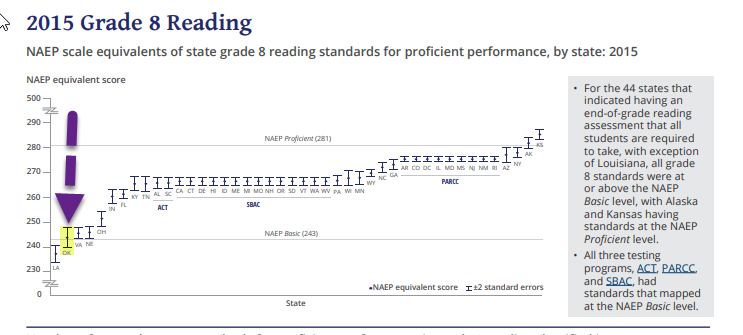 2015 Grade 8 Reading
NAEP scale equivalents of state grade 8 reading standards for proficient performance, by state: 2015
NAEP equivalent score
500
290
280
270
260
250
240
230
0
NAEP Proficient (281)
NAEP Basic (243)
LA
OK
VA
NE
OH
IN
FL
KY
TN
AL
SC
ACT
CA CT DE HI ID ME MI MO NH OR SD VT WA WV
SBAC
PA
WI
MN
WY
NC
GA
AR CO DC IL MD MS NJ NM RI
PARCC
AZ
NY
AK
KS
•NAEP equivalent score ±2 standard errors
State
• For the 44 states that
indicated having an
end-of-grade reading
assessment that all
students are required
to take, with exception
of Louisiana, all grade
8 standards were at
or above the NAEP
Basic level, with Alaska
and Kansas having
standards at the NAEP
Proficient level.
• All three testing
programs, ACT, PARCC,
and SBAC, had
standards that mapped
at the NAEP Basic level.